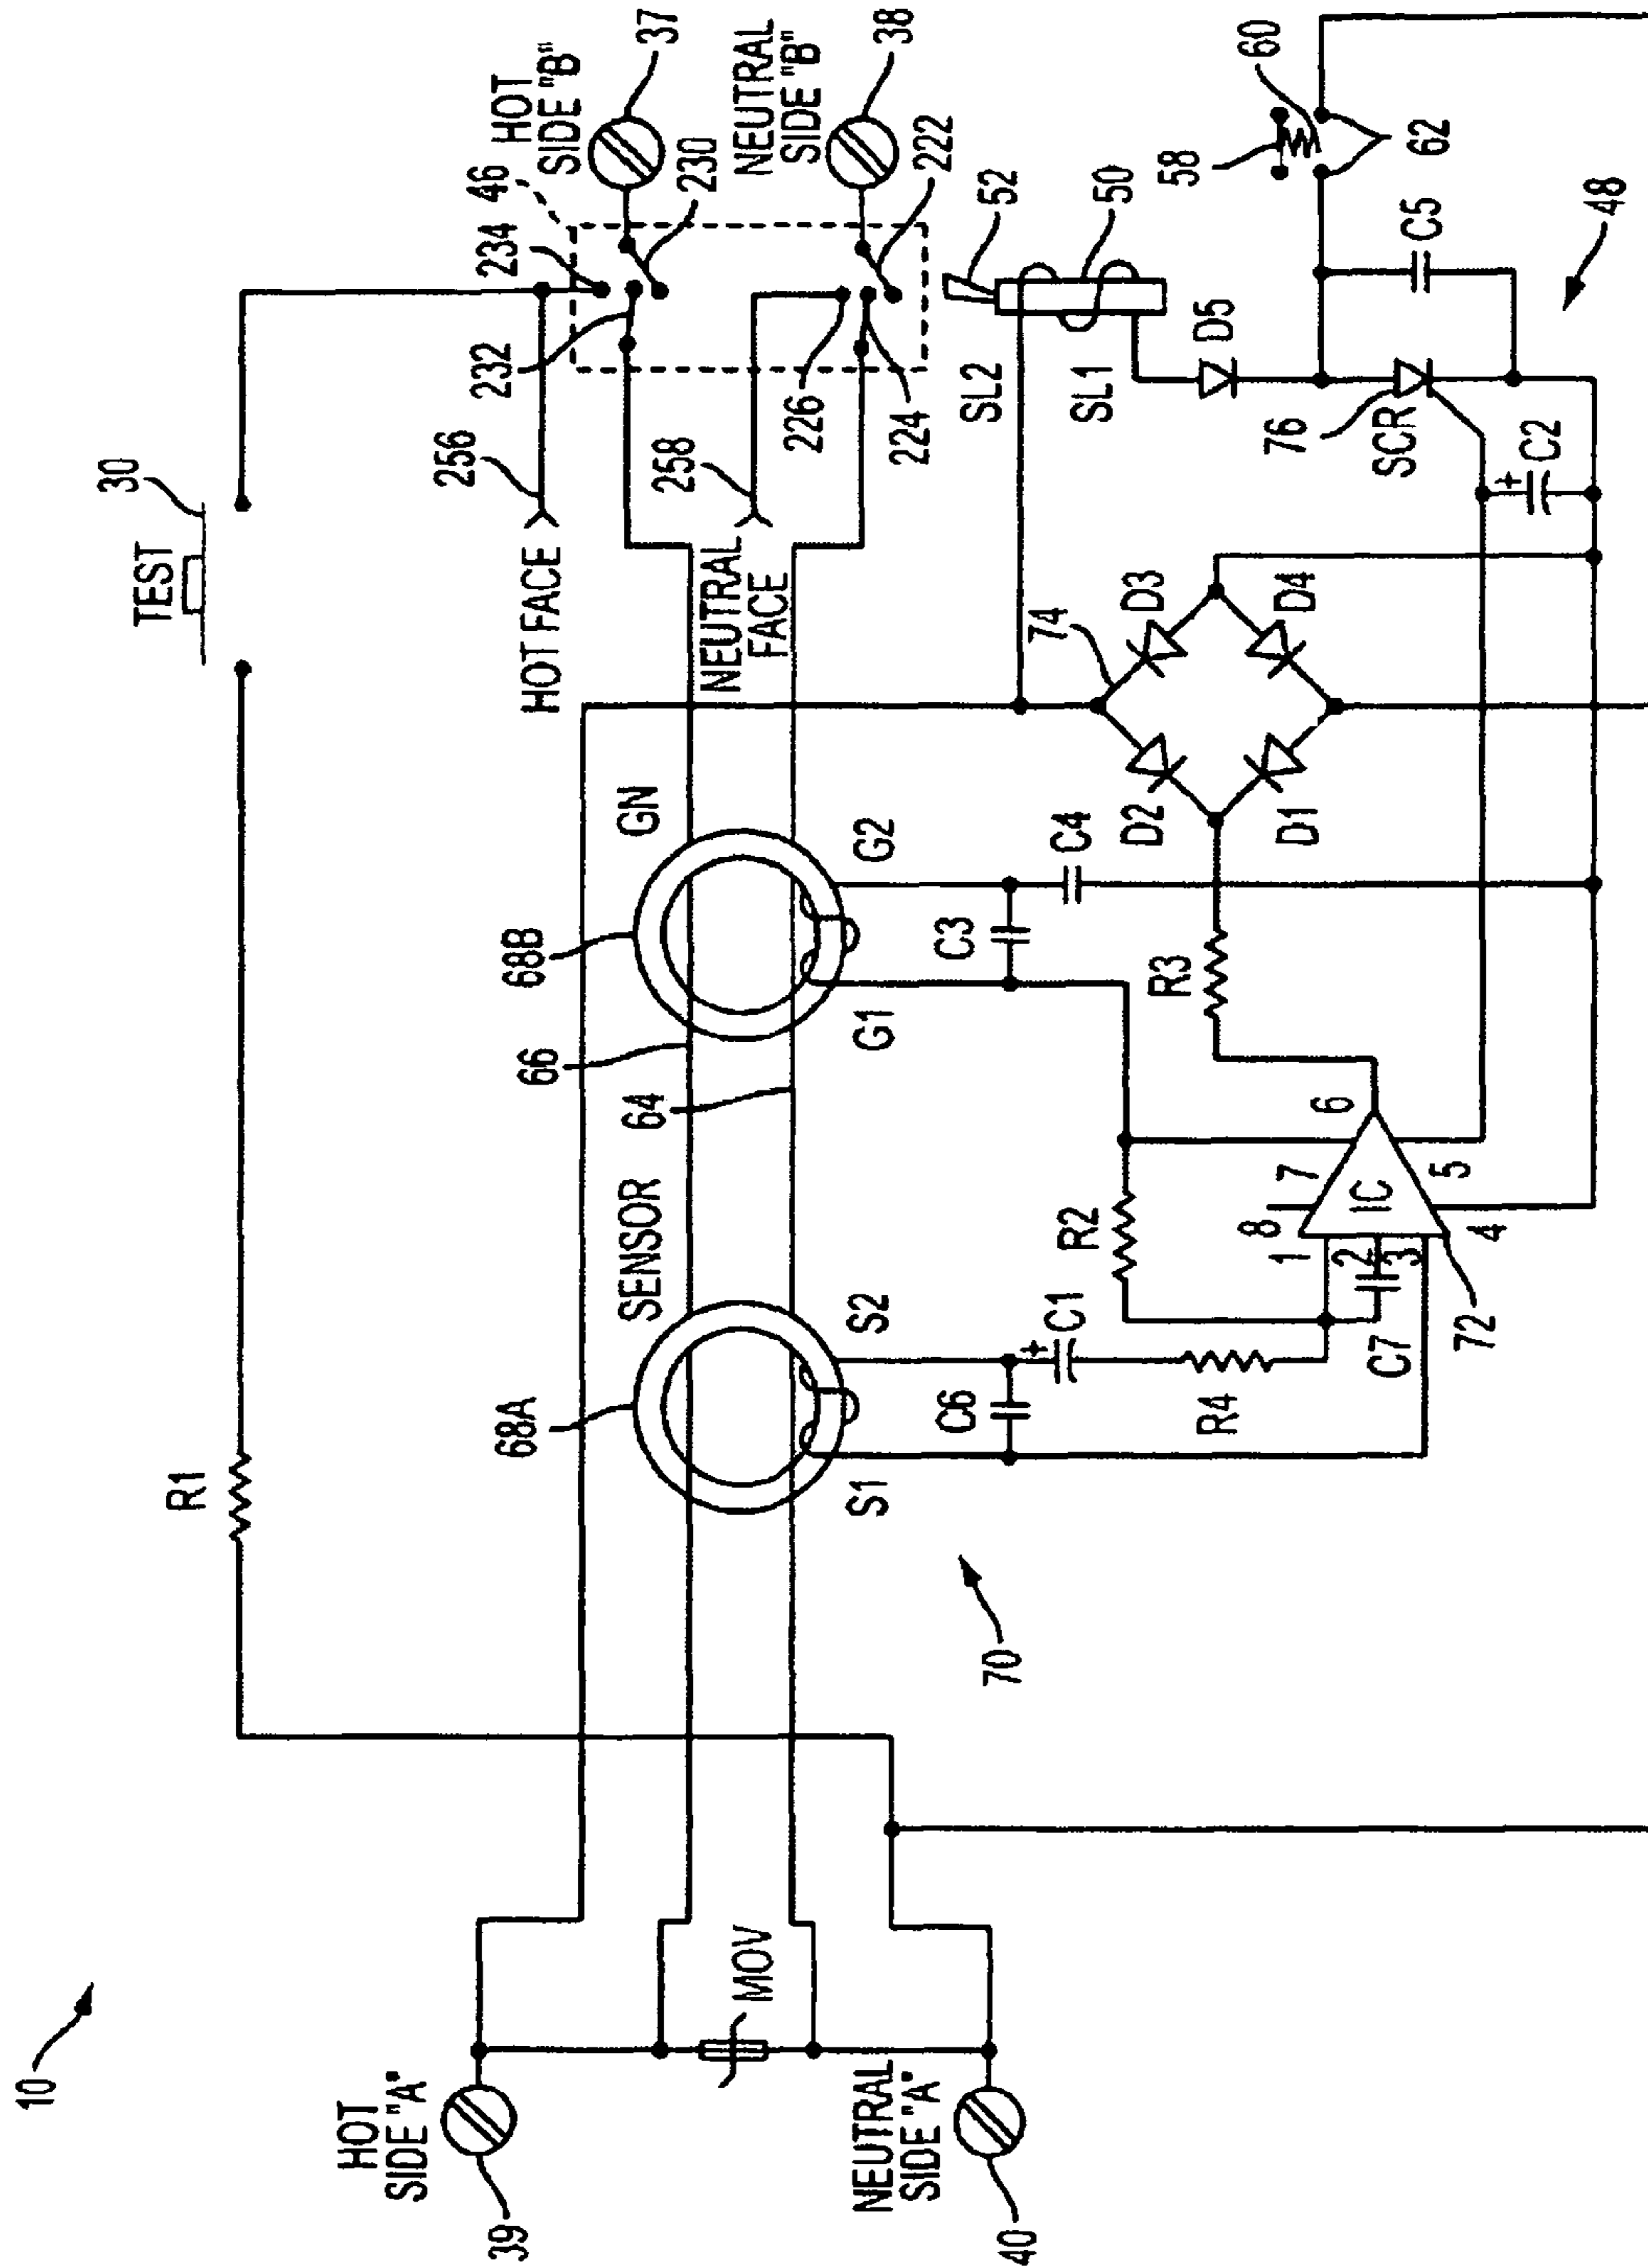 10
TEST
30
R1
HOT
SIDE "A"
39
NEUTRAL
SIDE "A"
40
MOV
70
68A
SENSOR
S1
S2
64
66
68B
GN
G1
G2
HOT FACE
256
NEUTRAL
FACE
258
232
234
46
HOT
SIDE "B"
37
230
NEUTRAL
SIDE "B"
38
222
226
224
SL2
SL1
52
50
D5
76
SCR
58
60
62
C5
48
C2
74
D2
D3
D1
D4
C3
C4
R3
C6
C1
R4
R2
C7
72
IC
1
2
3
4
5
6
7
8
+
+